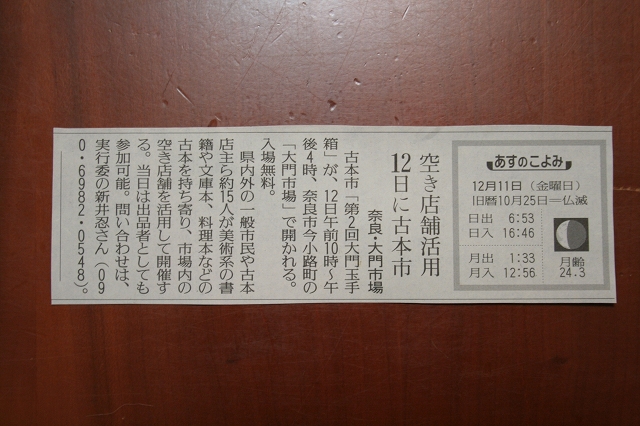 あすのこよみ
12月11日（金曜日）
旧暦10月25日＝仏滅
日出 6:53
日入 16:46
月出 1:33
月入 12:56
月齢
24.3
空き店舗活用
12日に古本市
奈良・大門市場
古本市「第2回大門玉手
箱」が、12日午前10時〜午
後4時、奈良市今小路町の
「大門市場」で開かれる。
入場無料。
県内外の一般市民や古本
店主ら約15人が美術系の書
籍や文庫本、料理本などの
古本を持ち寄り、市場内の
空き店舗を活用して開催す
る。当日は出品者としても
参加可能。問い合わせは、
実行委の新井忍さん（09
0・6982・0548）。